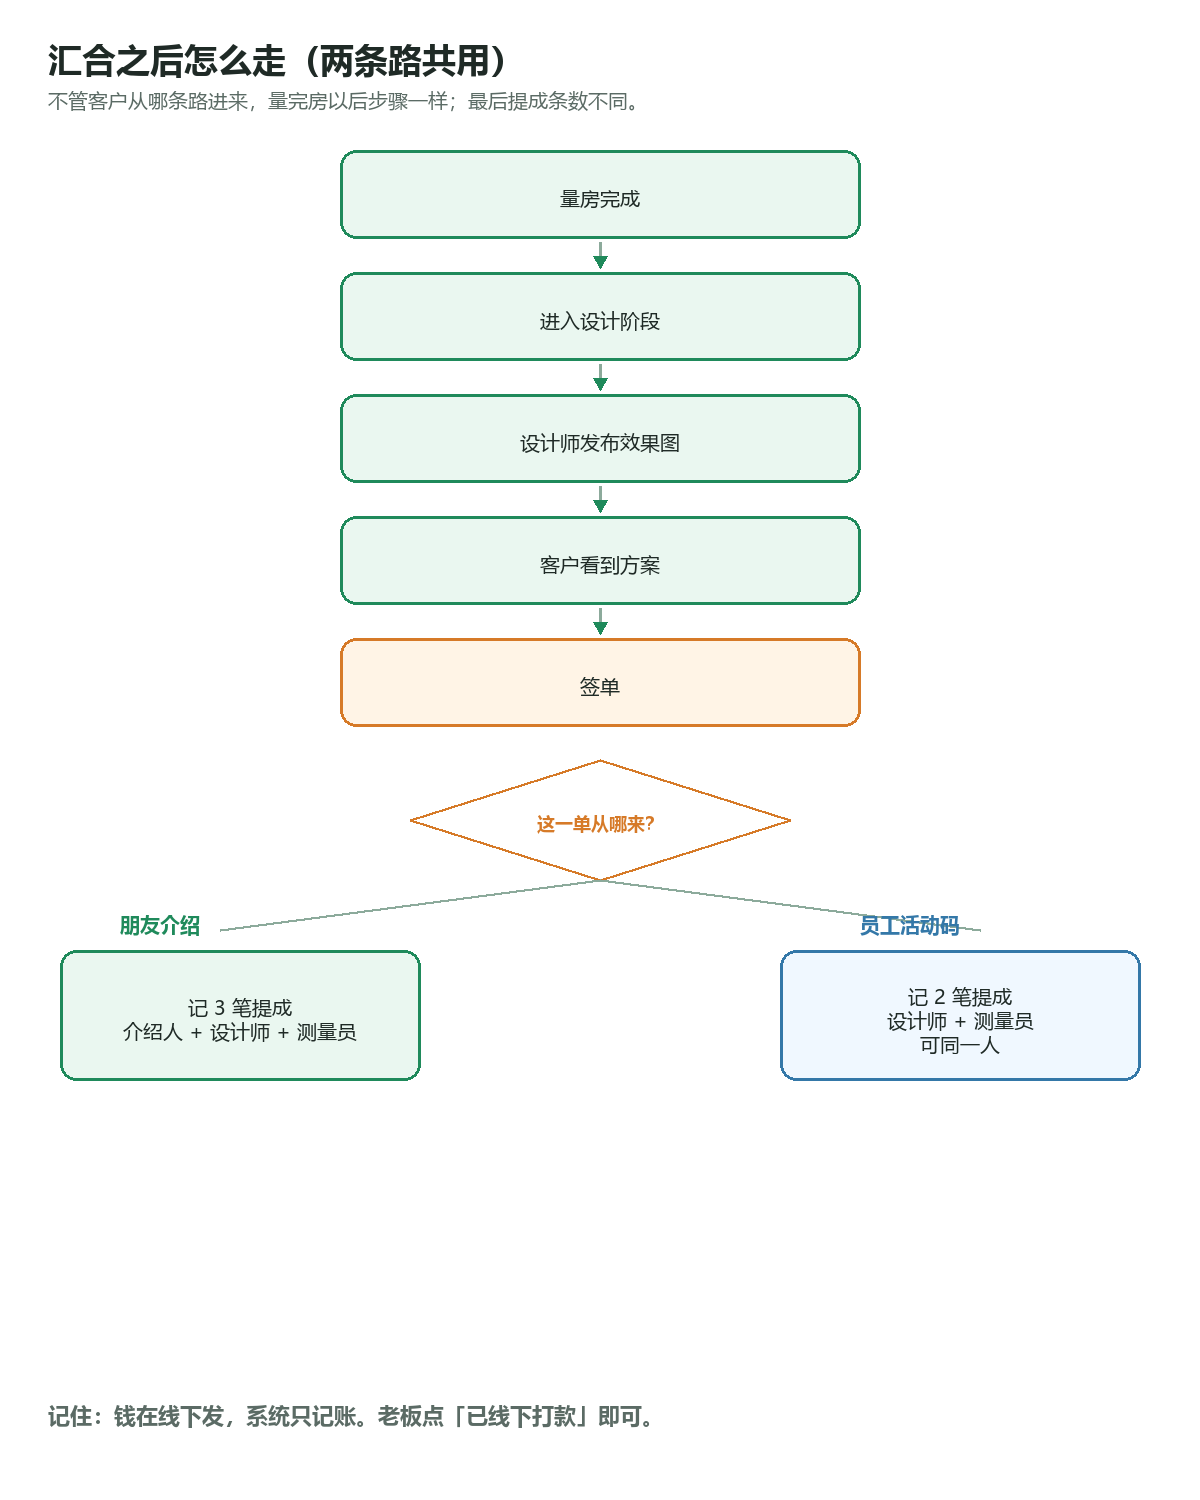 汇合之后怎么走（两条路共用）
不管客户从哪条路进来，量完房以后步骤一样；最后提成条数不同。
量房完成
进入设计阶段
设计师发布效果图
客户看到方案
签单
这一单从哪来？
朋友介绍
员工活动码
记 3 笔提成
介绍人 + 设计师 + 测量员
记 2 笔提成
设计师 + 测量员
可同一人
记住：钱在线下发，系统只记账。老板点「已线下打款」即可。